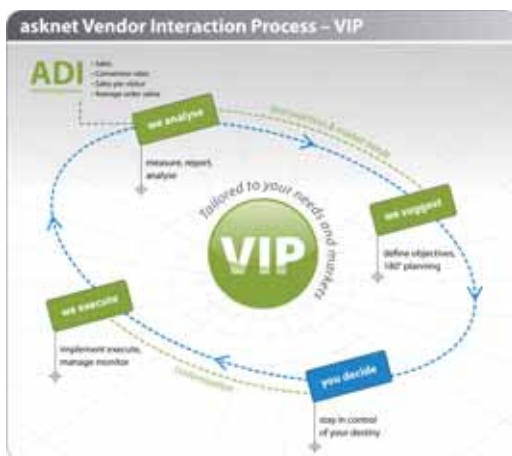 asknet Vendor Interaction Process – VIP
ADI
• Sales
• Conversion rates
• Sales per visitor
• Average order value
we analyse
measure, report,
analyse
we suggest
define objectives,
180° planning
Tailored to your needs and markets
VIP
we execute
implement execute,
manage monitor
you decide
stay in control
of your destiny